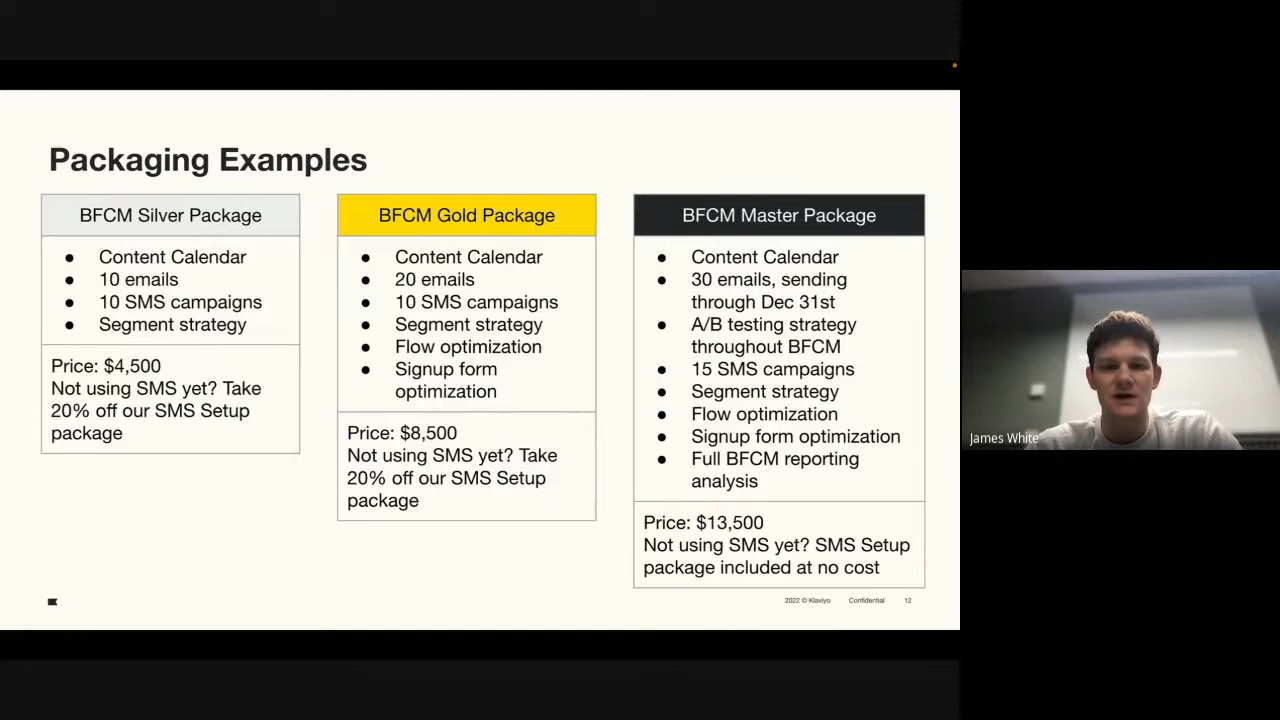 Packaging Examples
BFCM Silver Package
● Content Calendar
● 10 emails
● 10 SMS campaigns
● Segment strategy
Price: $4,500
Not using SMS yet? Take
20% off our SMS Setup
package
BFCM Gold Package
● Content Calendar
● 20 emails
● 10 SMS campaigns
● Segment strategy
● Flow optimization
● Signup form
optimization
Price: $8,500
Not using SMS yet? Take
20% off our SMS Setup
package
BFCM Master Package
● Content Calendar
● 30 emails, sending
through Dec 31st
● A/B testing strategy
throughout BFCM
● 15 SMS campaigns
● Segment strategy
● Flow optimization
● Signup form optimization
● Full BFCM reporting
analysis
Price: $13,500
Not using SMS yet? SMS Setup
package included at no cost
2022 © Klaviyo Confidential 12
James White